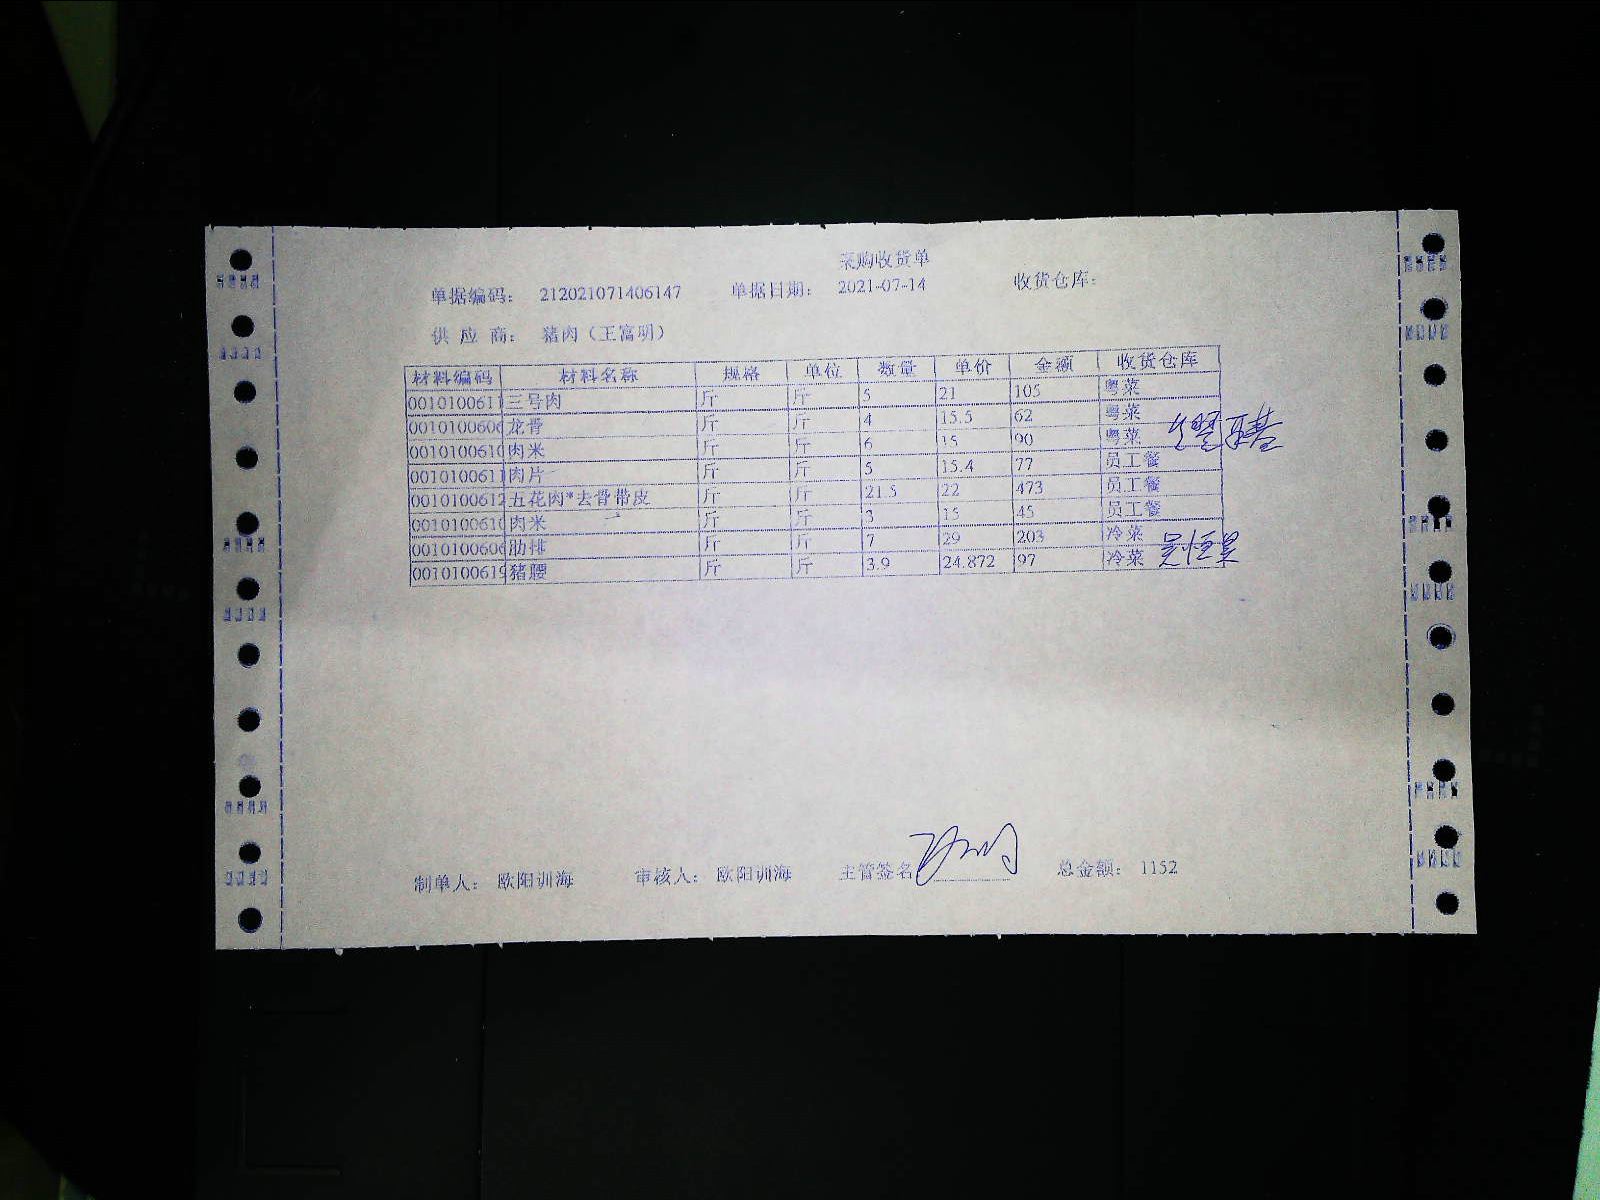 采购收货单
单据编码： 212021071406147 单据日期： 2021-07-14 收货仓库：
供 应 商： 猪肉（王富明）
材料编码 材料名称 规格 单位 数量 单价 金额 收货仓库
0010100611 三号肉 斤 斤 5 21 105 粤菜
0010100606 龙骨 斤 斤 4 15.5 62 粤菜
0010100610 肉米 斤 斤 6 15 90 粤菜
0010100611 肉片 斤 斤 5 15.4 77 员工餐
0010100612 五花肉*去骨带皮 斤 斤 21.5 22 473 员工餐
0010100610 肉米 斤 斤 3 15 45 员工餐
0010100606 肋排 斤 斤 7 29 203 冷菜
0010100619 猪腰 斤 斤 3.9 24.872 97 冷菜
制单人： 欧阳训海 审核人： 欧阳训海 主管签名 总金额： 1152